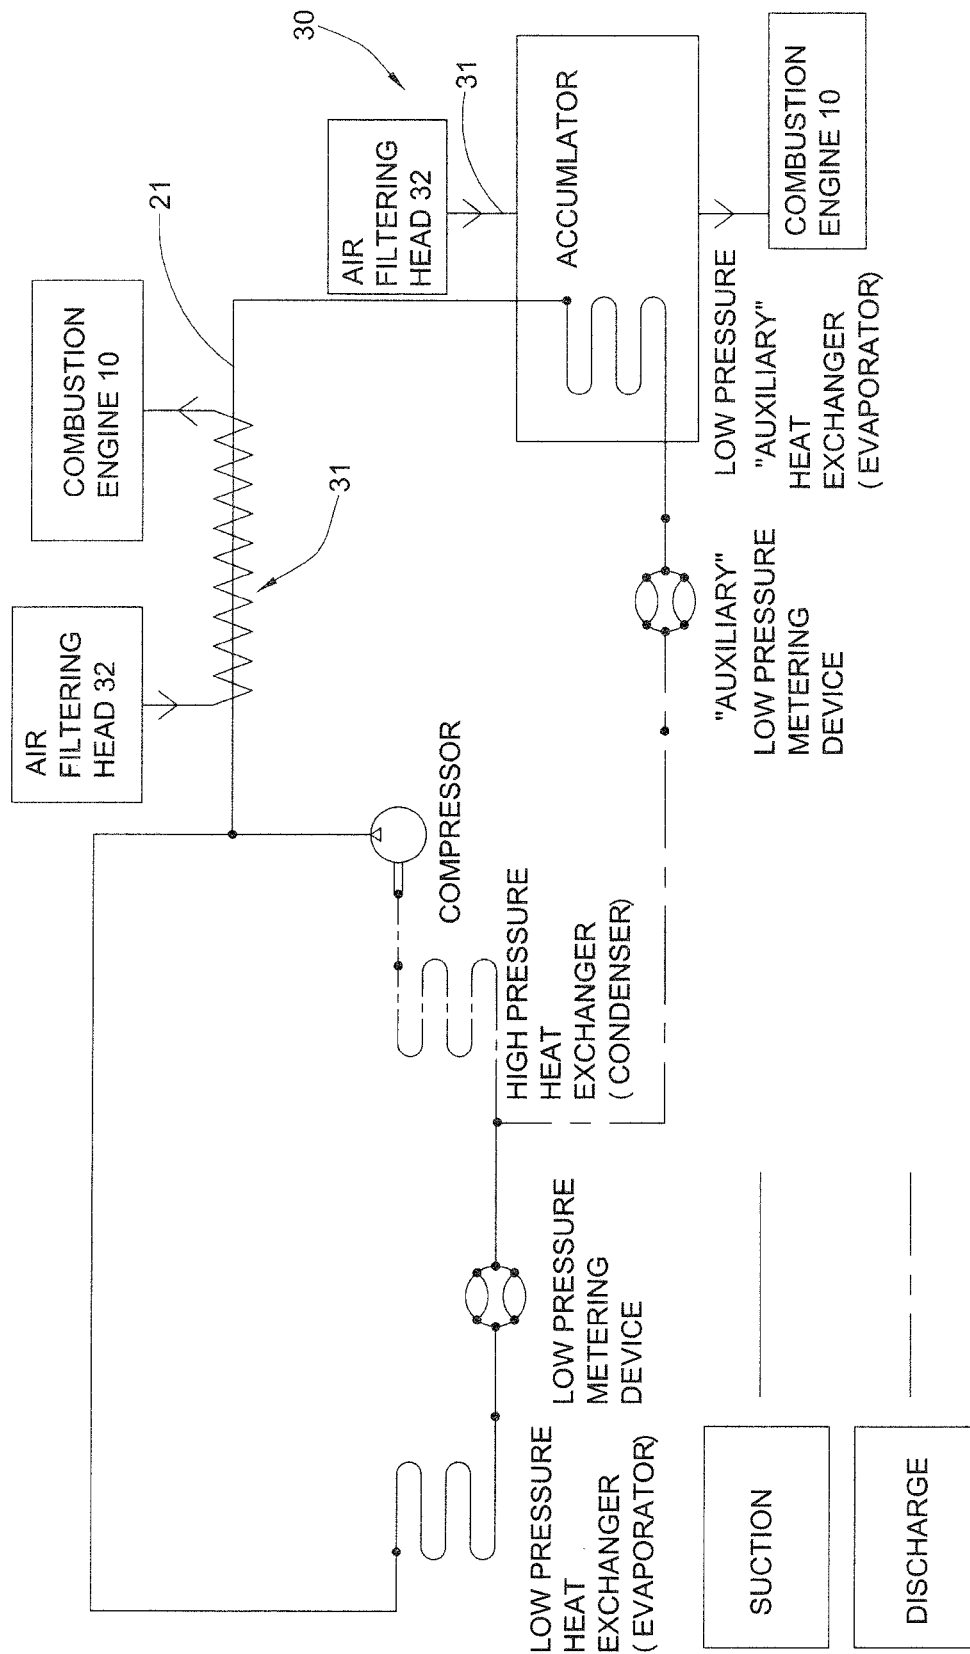 AIR
FILTERING
HEAD 32
COMBUSTION
ENGINE 10
21
31
30
AIR
FILTERING
HEAD 32
31
ACCUMLATOR
COMBUSTION
ENGINE 10
COMPRESSOR
HIGH PRESSURE
HEAT
EXCHANGER
(CONDENSER)
LOW PRESSURE
"AUXILIARY"
HEAT
EXCHANGER
(EVAPORATOR)
"AUXILIARY"
LOW PRESSURE
METERING
DEVICE
LOW PRESSURE
METERING
DEVICE
LOW PRESSURE
HEAT
EXCHANGER
(EVAPORATOR)
SUCTION
DISCHARGE